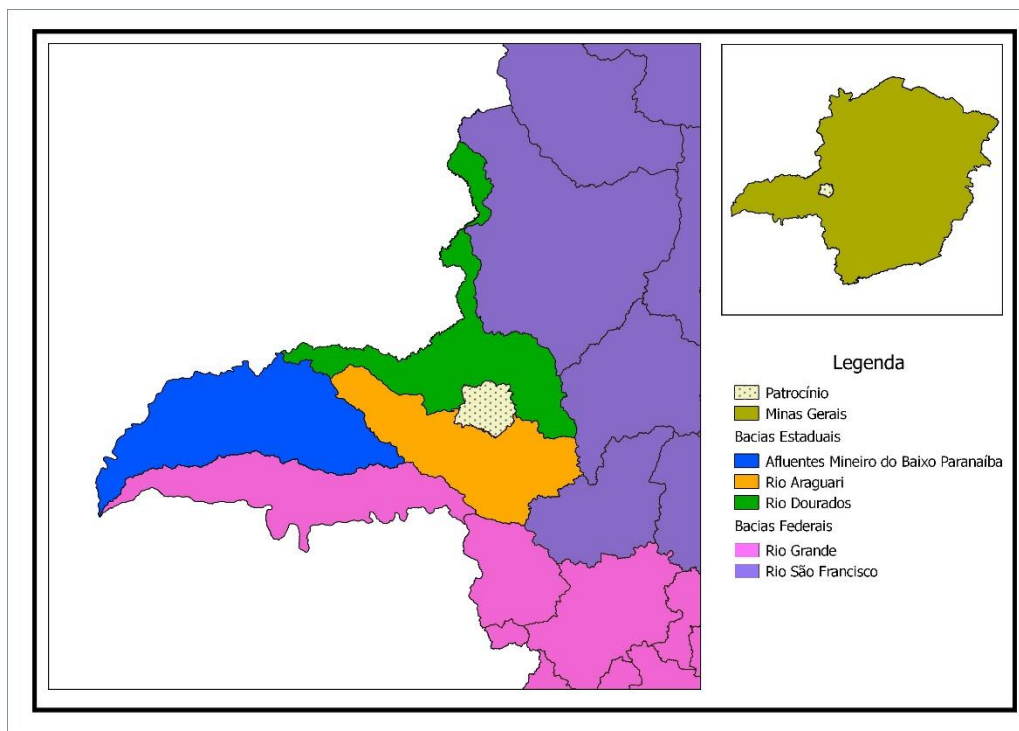 Legenda
Patrocínio
Minas Gerais
Bacias Estaduais
Afluentes Mineiro do Baixo Paranaíba
Rio Araguari
Rio Dourados
Bacias Federais
Rio Grande
Rio São Francisco